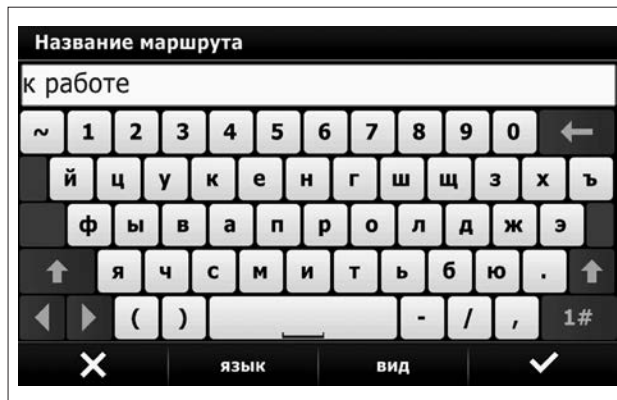 Название маршрута
к работе
~ 1 2 3 4 5 6 7 8 9 0
й ц у к е н г ш щ з х ъ
ф ы в а п р о л д ж э
я ч с м и т ь б ю .
( ) - / , 1#
язык вид